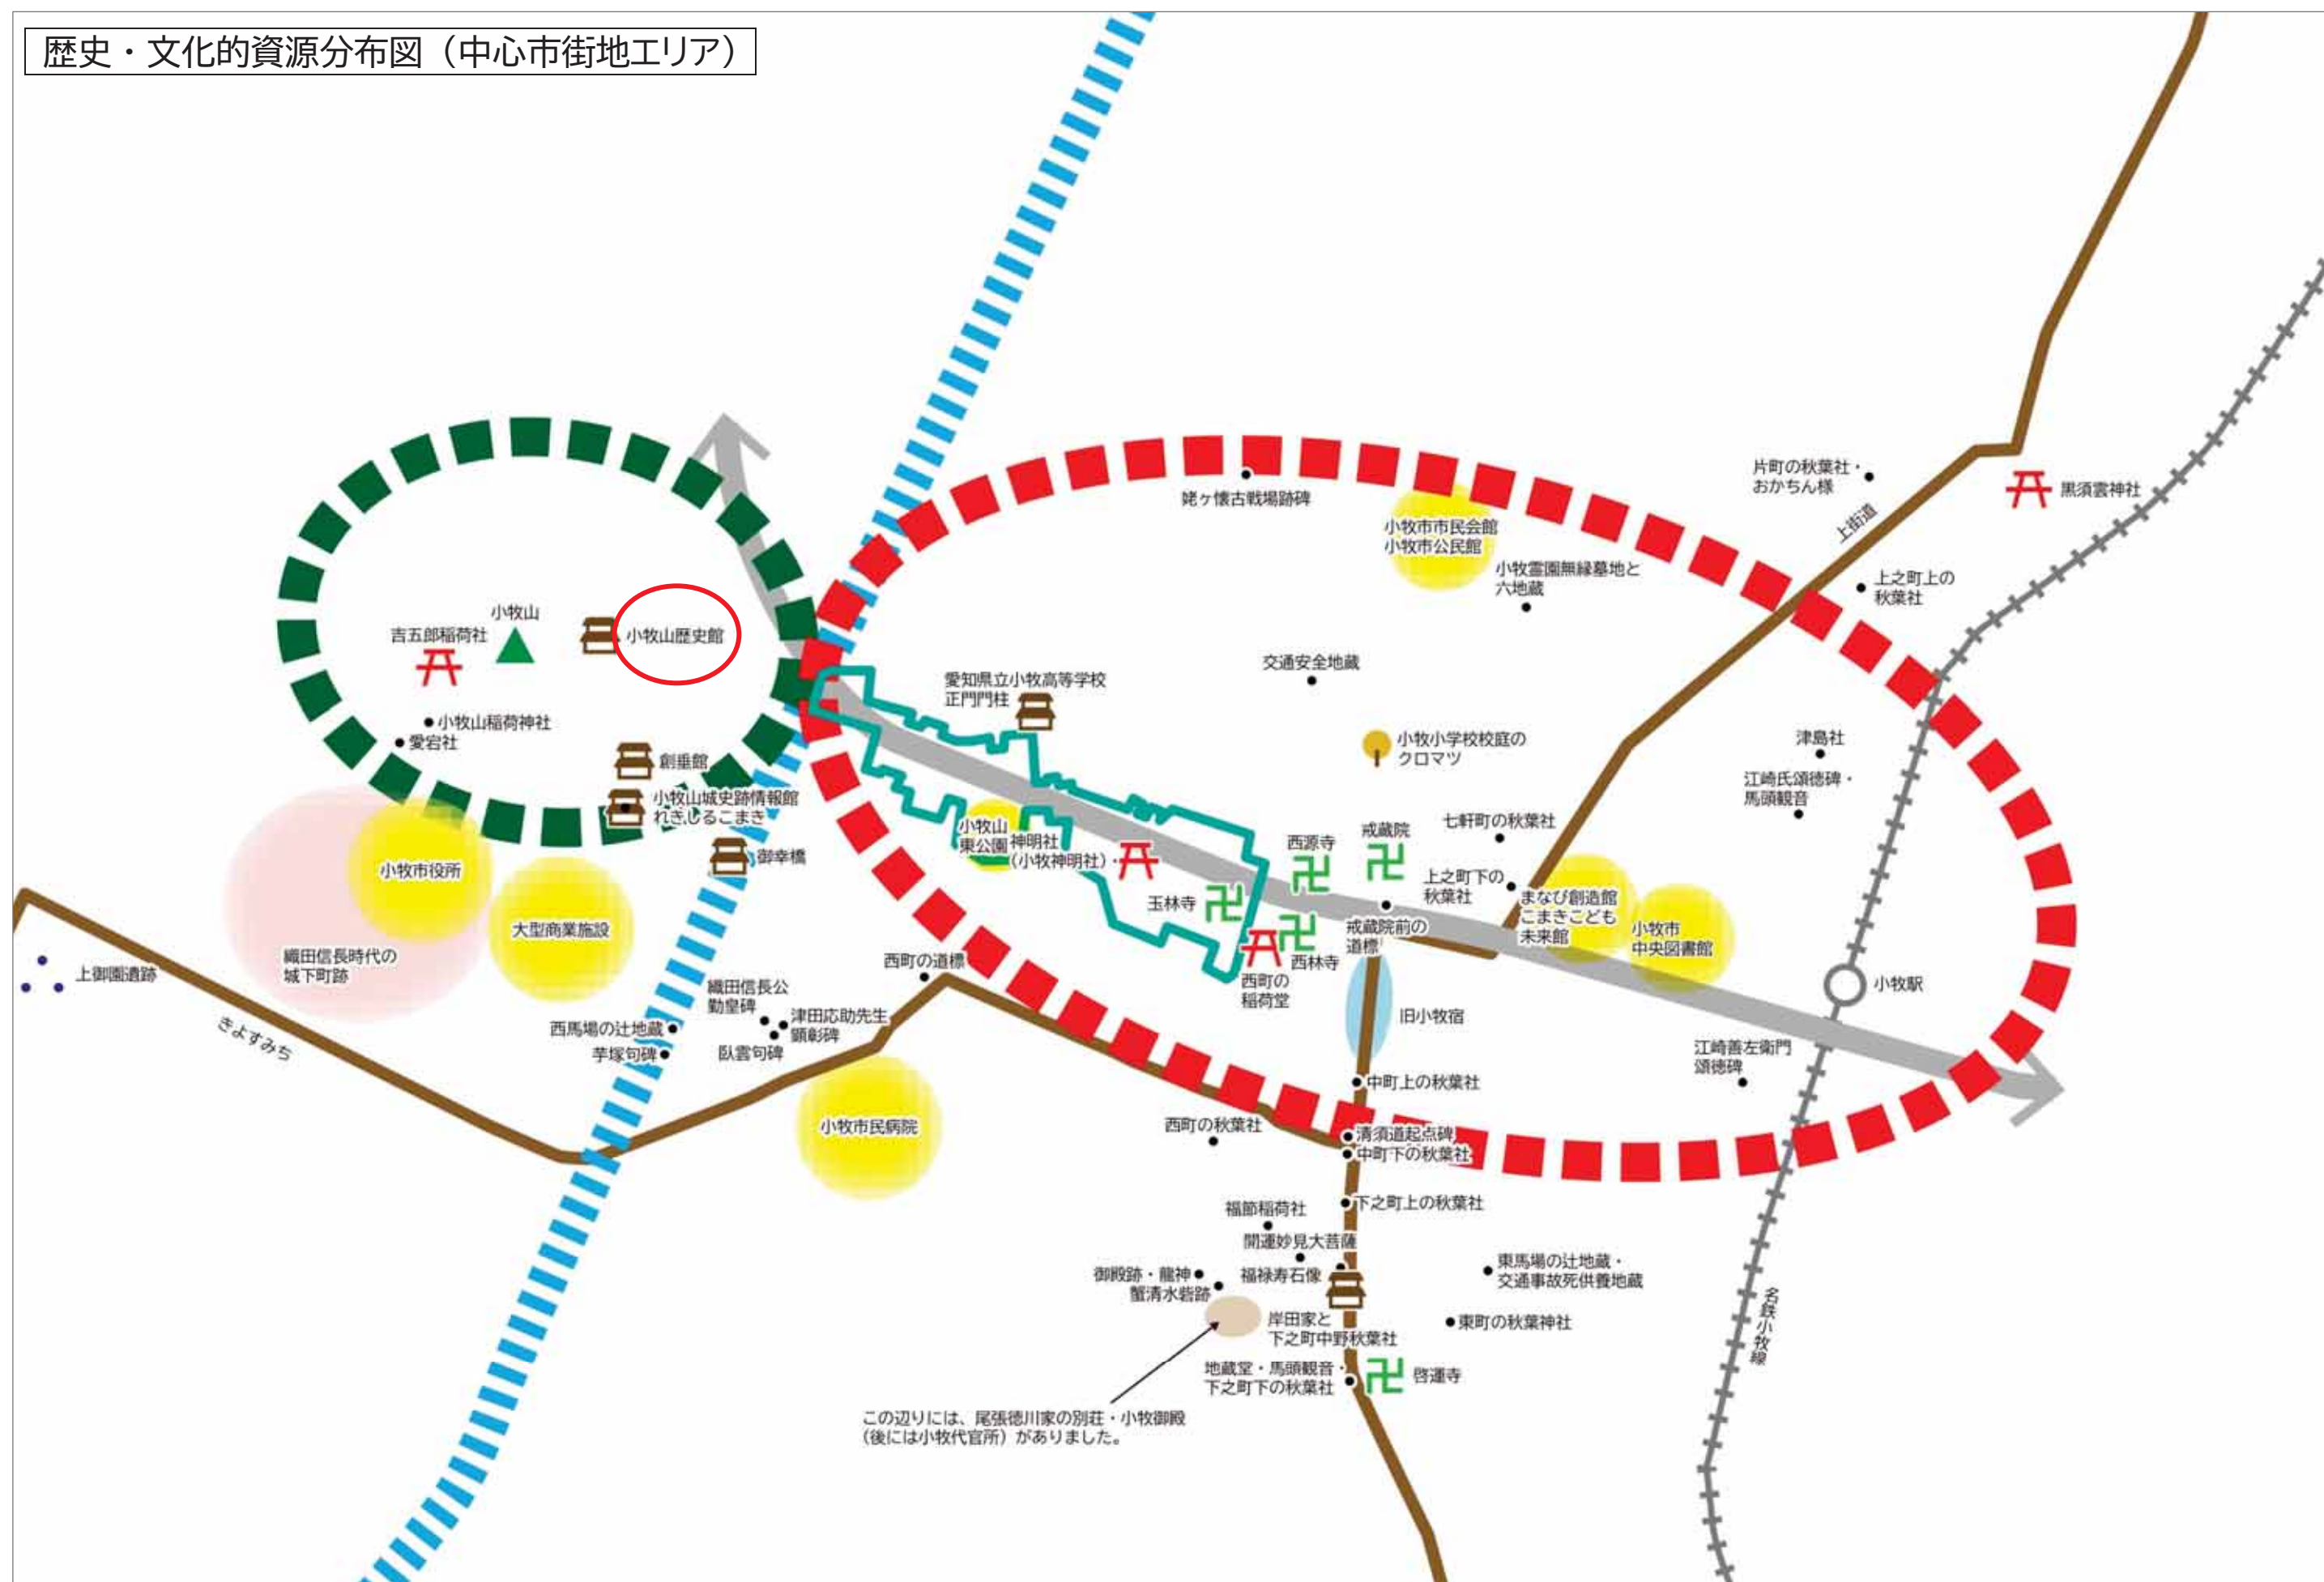 歴史・文化的資源分布図（中心市街地エリア）
片町の秋葉社・
おかちん様
黒須雲神社
上街道
姥ヶ懐古戦場跡碑
小牧市市民会館
小牧市公民館
小牧霊園無縁墓地と
六地蔵
上之町上の
秋葉社
小牧山
吉五郎稲荷社
小牧山歴史館
交通安全地蔵
愛知県立小牧高等学校
正門門柱
小牧山稲荷神社
愛宕社
小牧小学校校庭の
クロマツ
津島社
江崎氏頌徳碑・
馬頭観音
創垂館
小牧山城史跡情報館
れきしるこまき
御幸橋
小牧山
東公園
神明社
（小牧神明社）・
西源寺
戒蔵院
七軒町の秋葉社
上之町下の
秋葉社
まなび創造館
こまきこども
未来館
小牧市
中央図書館
小牧市役所
大型商業施設
織田信長時代の
城下町跡
上御園遺跡
きよすみち
玉林寺
戒蔵院前の
道標
西林寺
西町の
稲荷堂
西町の道標
織田信長公
勤皇碑
津田応助先生
顕彰碑
臥雲句碑
西馬場の辻地蔵
芋塚句碑
旧小牧宿
小牧駅
江崎善左衛門
頌徳碑
中町上の秋葉社
小牧市民病院
西町の秋葉社
清須道起点碑
中町下の秋葉社
下之町上の秋葉社
福節稲荷社
開運妙見大菩薩
御殿跡・龍神
蟹清水砦跡
福禄寿石像
岸田家と
下之町中野秋葉社
東馬場の辻地蔵・
交通事故死供養地蔵
東町の秋葉神社
名鉄小牧線
地蔵堂・馬頭観音・
下之町下の秋葉社
啓運寺
この辺りには、尾張徳川家の別荘・小牧御殿
（後には小牧代官所）がありました。